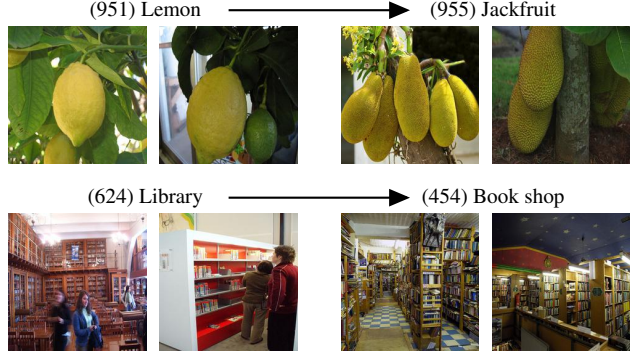 (951) Lemon
(955) Jackfruit
(624) Library
(454) Book shop